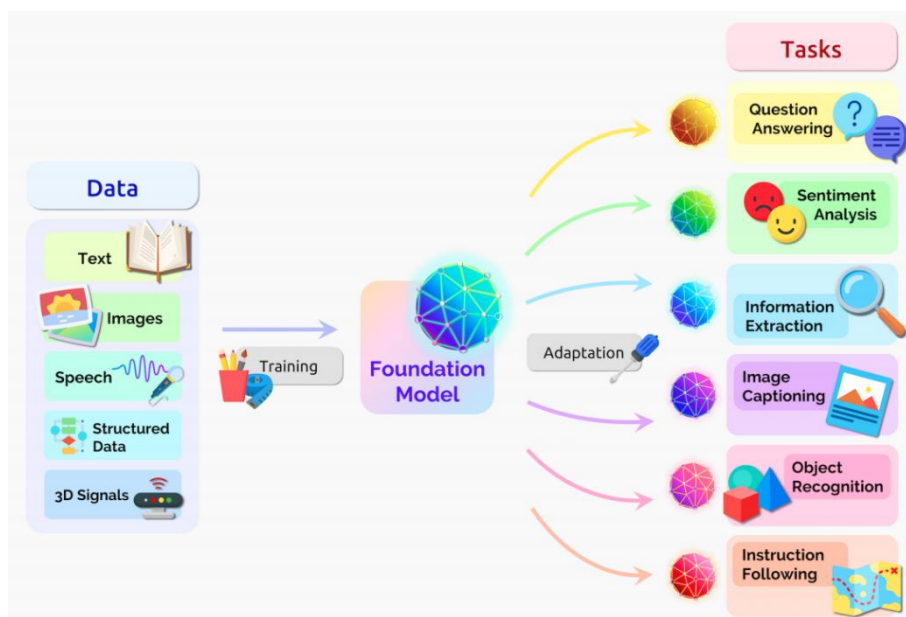 Data
Text
Images
Speech
Structured
Data
3D Signals
Training
Foundation
Model
Adaptation
Tasks
Question
Answering
?
Sentiment
Analysis
Information
Extraction
Image
Captioning
Object
Recognition
Instruction
Following